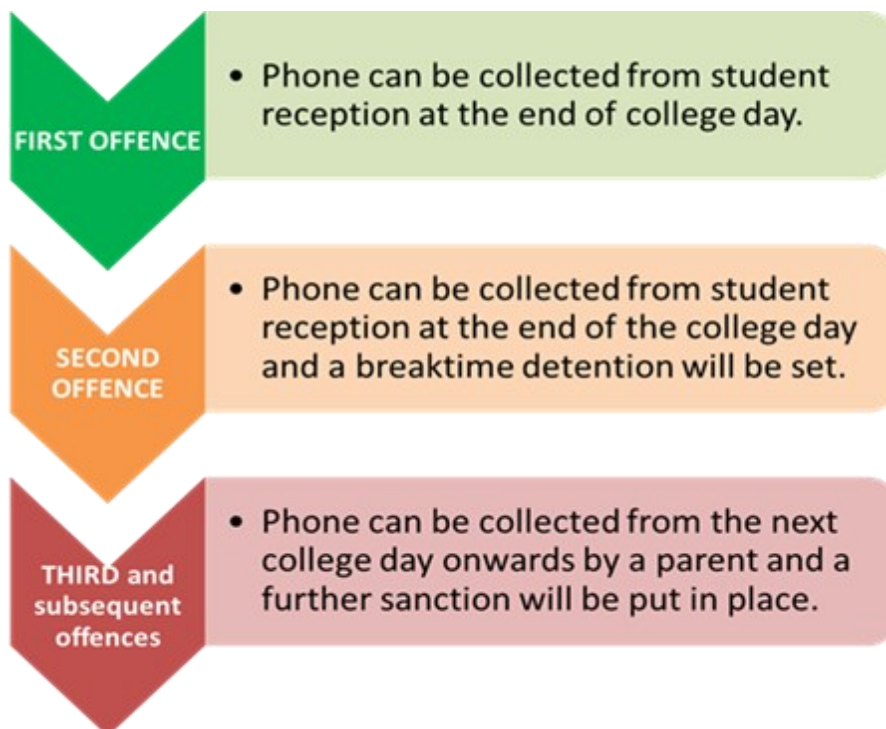 FIRST OFFENCE
• Phone can be collected from student
reception at the end of college day.
SECOND
OFFENCE
• Phone can be collected from student
reception at the end of the college day
and a breaktime detention will be set.
THIRD and
subsequent
offences
• Phone can be collected from the next
college day onwards by a parent and a
further sanction will be put in place.